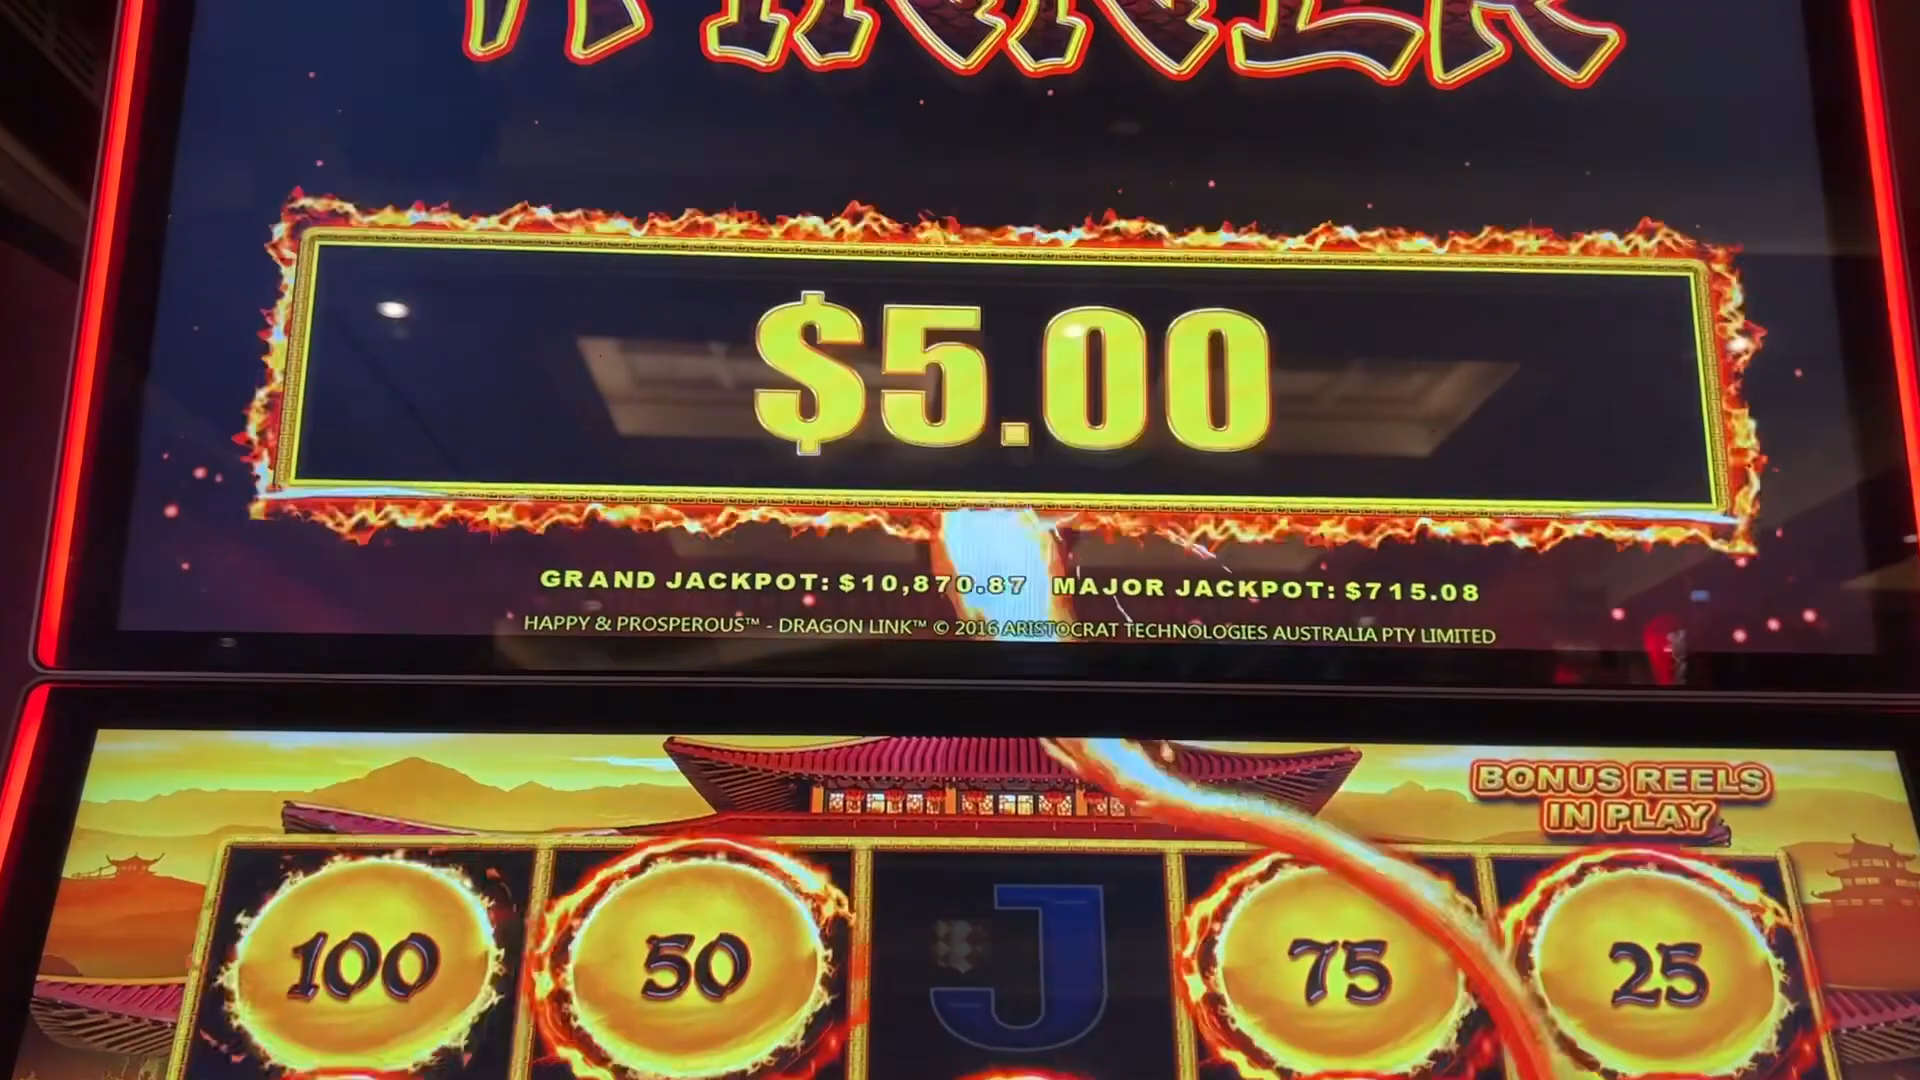 WINNER
$5.00
GRAND JACKPOT: $10,870.87 MAJOR JACKPOT: $715.08
HAPPY & PROSPEROUS™ - DRAGON LINK™ © 2016 ARISTOCRAT TECHNOLOGIES AUSTRALIA PTY LIMITED
BONUS REELS
IN PLAY
100 50 J 75 25